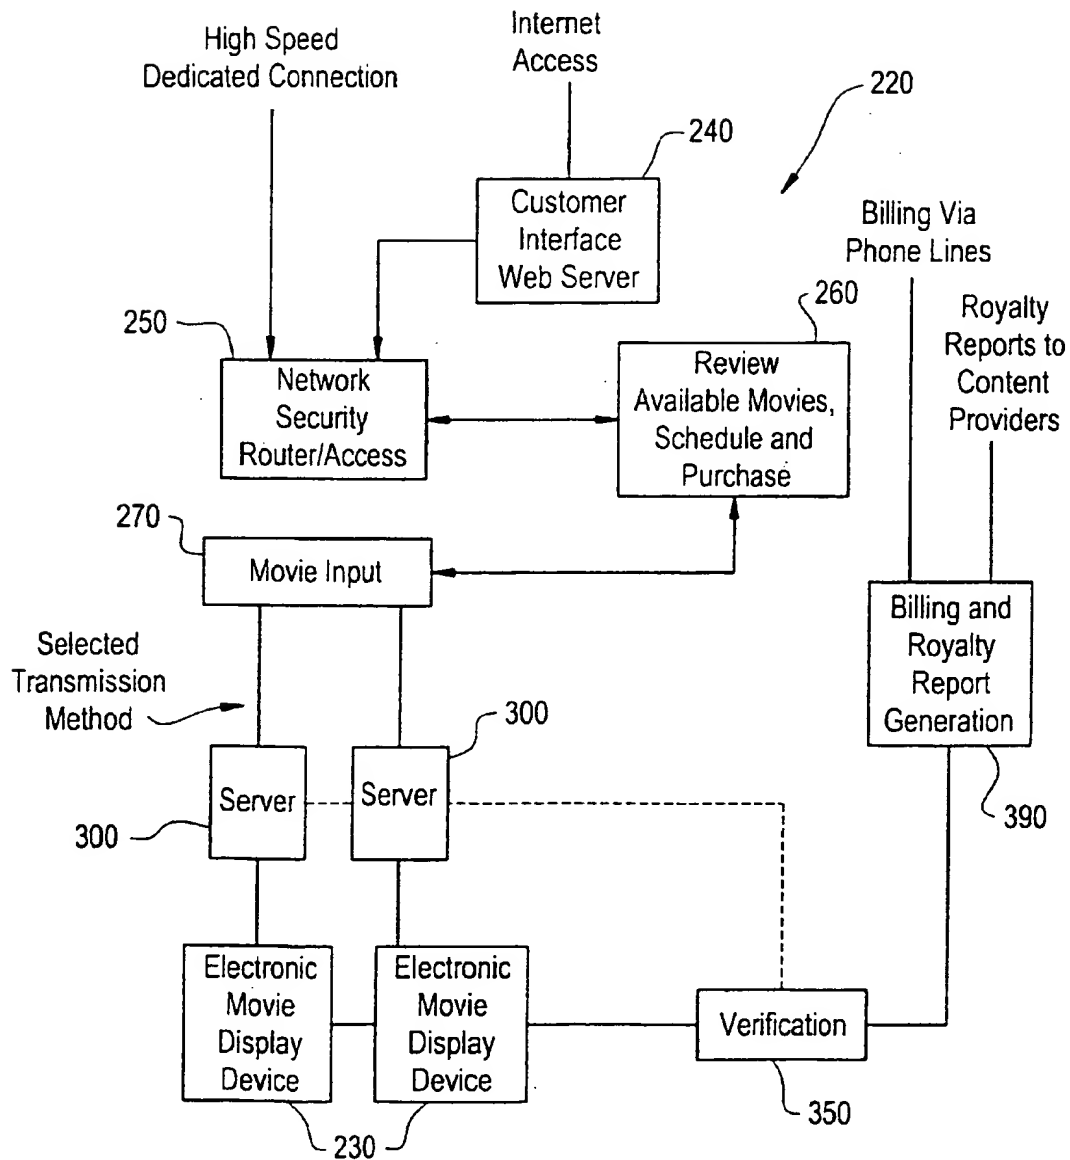 High Speed
Dedicated Connection
Internet
Access
220
240
Customer
Interface
Web Server
Billing Via
Phone Lines
250
260
Royalty
Reports to
Content
Providers
Network
Security
Router/Access
Review
Available Movies,
Schedule and
Purchase
270
Movie Input
Selected
Transmission
Method
Billing and
Royalty
Report
Generation
300
Server
Server
300
390
Electronic
Movie
Display
Device
Electronic
Movie
Display
Device
Verification
350
230